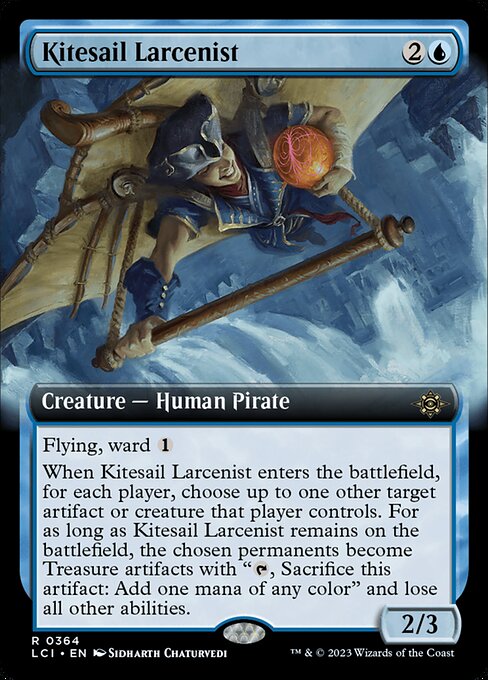 Kitesail Larcenist 2
Creature — Human Pirate
Flying, ward 1
When Kitesail Larcenist enters the battlefield,
for each player, choose up to one other target
artifact or creature that player controls. For
as long as Kitesail Larcenist remains on the
battlefield, the chosen permanents become
Treasure artifacts with “, Sacrifice this
artifact: Add one mana of any color” and lose
all other abilities.
2/3
R 0364
LCI • EN Sidharth Chaturvedi
™ & © 2023 Wizards of the Coast